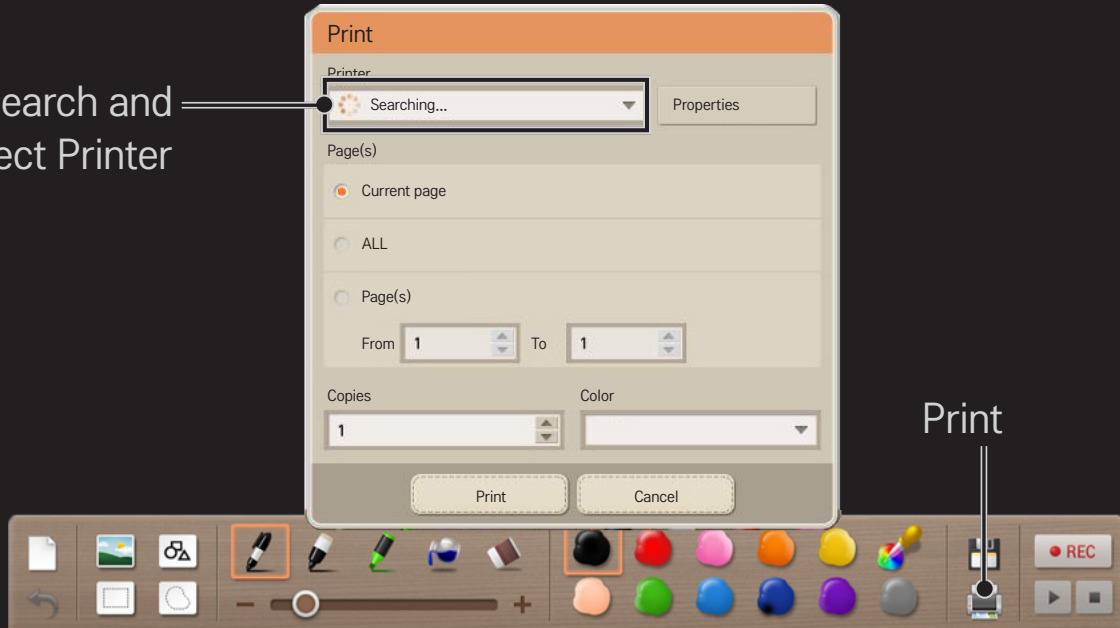 Print
Printer
Searching...
Properties
earch and
ect Printer
Page(s)
Current page
ALL
Page(s)
From 1 To 1
Copies
Color
1
Print
Print
Cancel
REC